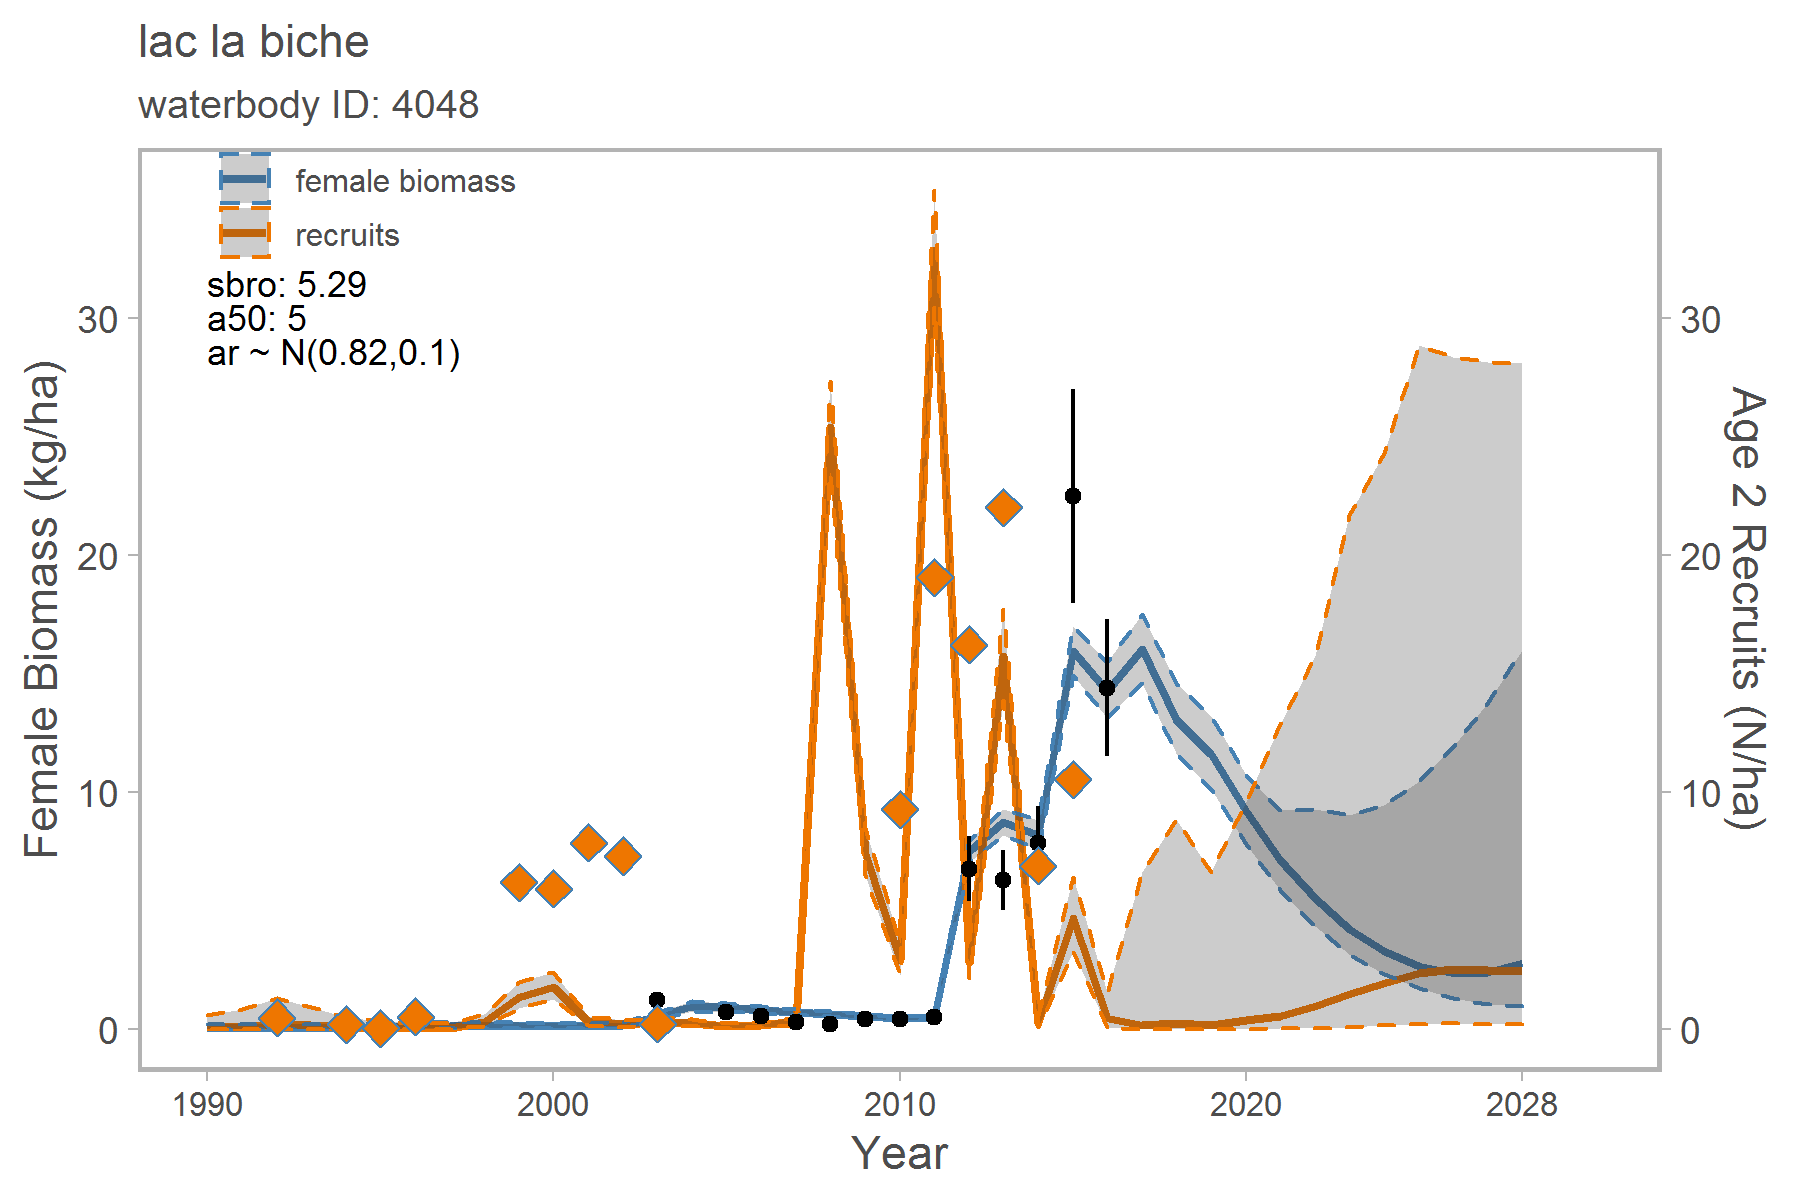 lac la biche
waterbody ID: 4048
female biomass
recruits
sbro: 5.29
a50: 5
ar ~ N(0.82,0.1)
Female Biomass (kg/ha)
30
20
10
0
30
20
10
0
Age 2 Recruits (N/ha)
1990
2000
2010
2020
2028
Year